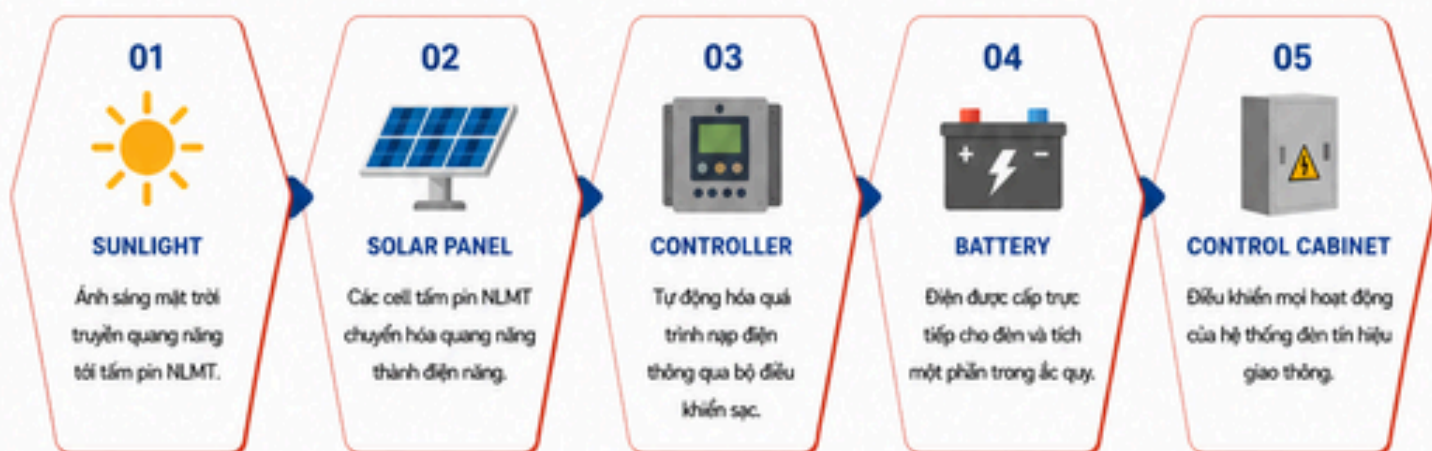 01
SUNLIGHT
Ánh sáng mặt trời
truyền quang năng
tới tấm pin NLMT.
02
SOLAR PANEL
Các cell tấm pin NLMT
chuyển hóa quang năng
thành điện năng.
03
CONTROLLER
Tự động hóa quá
trình nạp điện
thông qua bộ điều
khiển sạc.
04
BATTERY
Điện được cấp trực
tiếp cho đèn và tích
một phần trong ắc quy.
05
CONTROL CABINET
Điều khiển mọi hoạt động
của hệ thống đèn tín hiệu
giao thông.